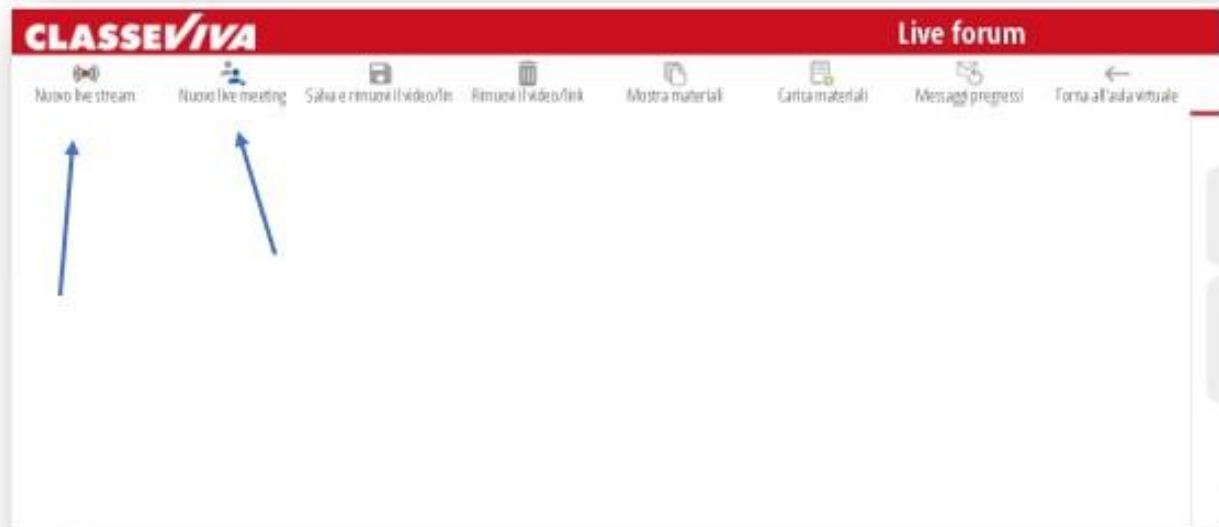 CLASSEVIVA
Live forum
Nuovo live stream
Nuovo live meeting
Salva e rimuovi il video/lin
Rimuovi il video/link
Mostra materiali
Carica materiali
Messaggi pregressi
Torna all'aula virtuale